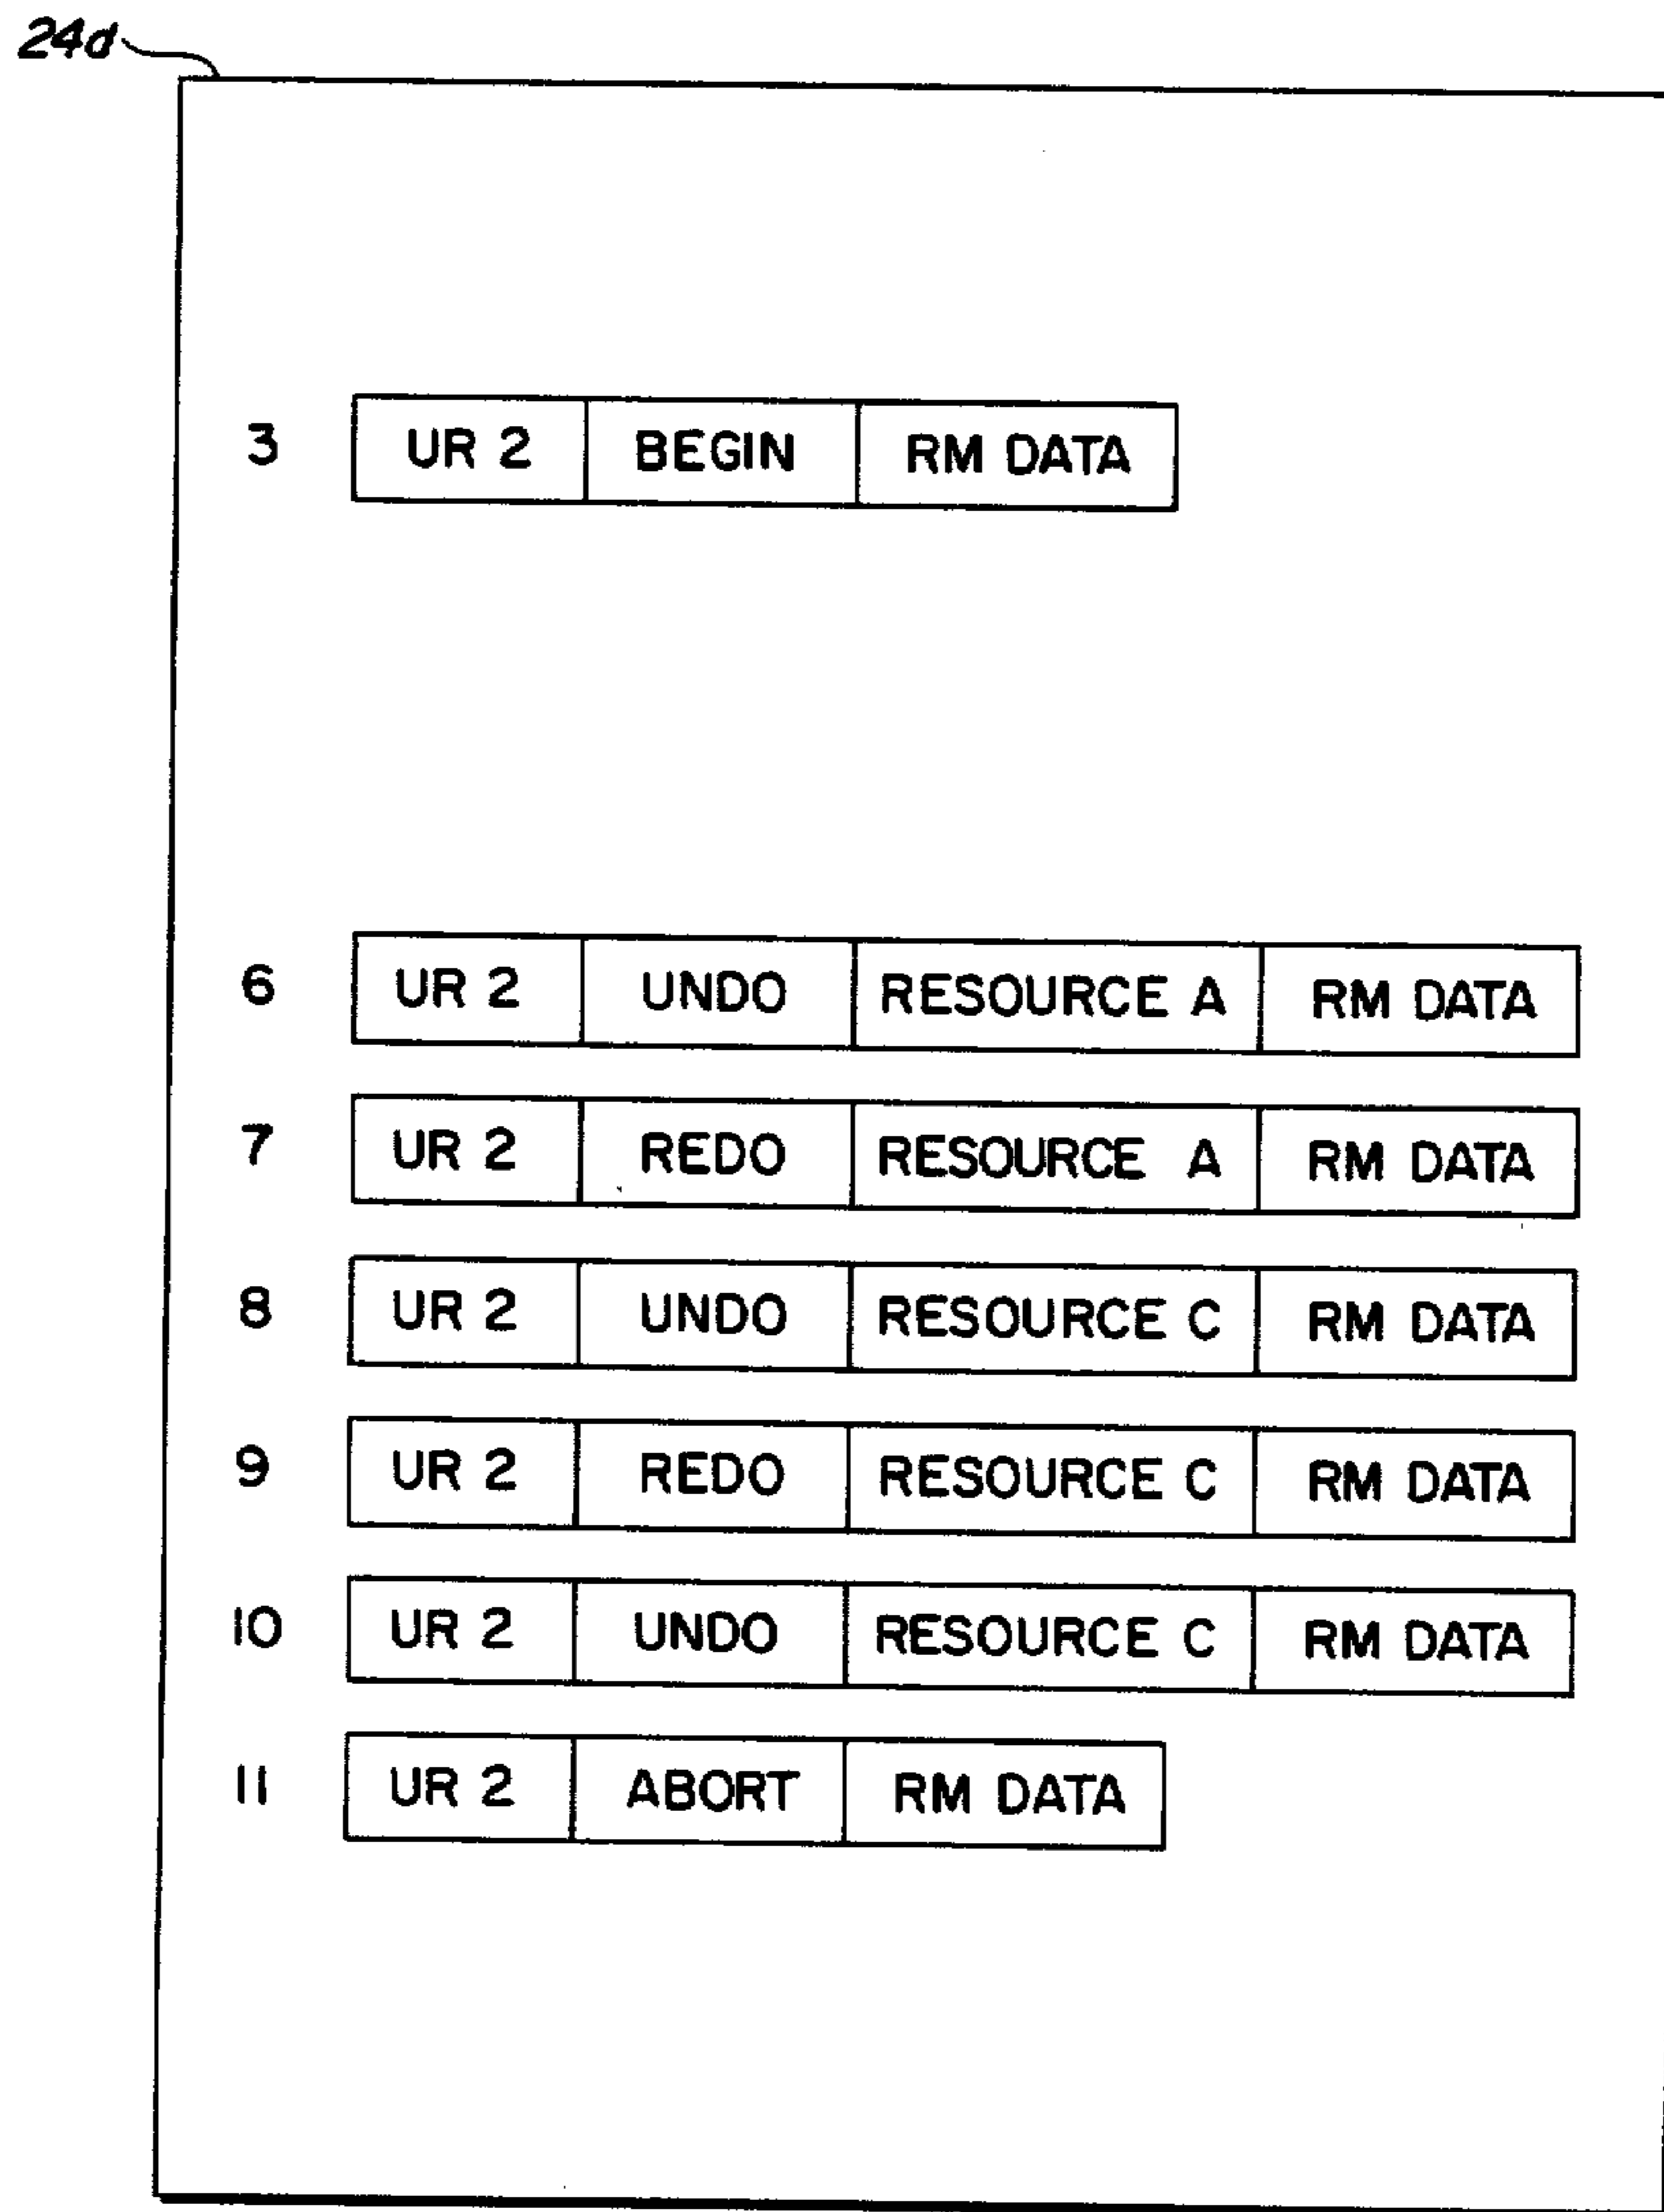 24d
3 UR 2 BEGIN RM DATA
6 UR 2 UNDO RESOURCE A RM DATA
7 UR 2 REDO RESOURCE A RM DATA
8 UR 2 UNDO RESOURCE C RM DATA
9 UR 2 REDO RESOURCE C RM DATA
10 UR 2 UNDO RESOURCE C RM DATA
11 UR 2 ABORT RM DATA